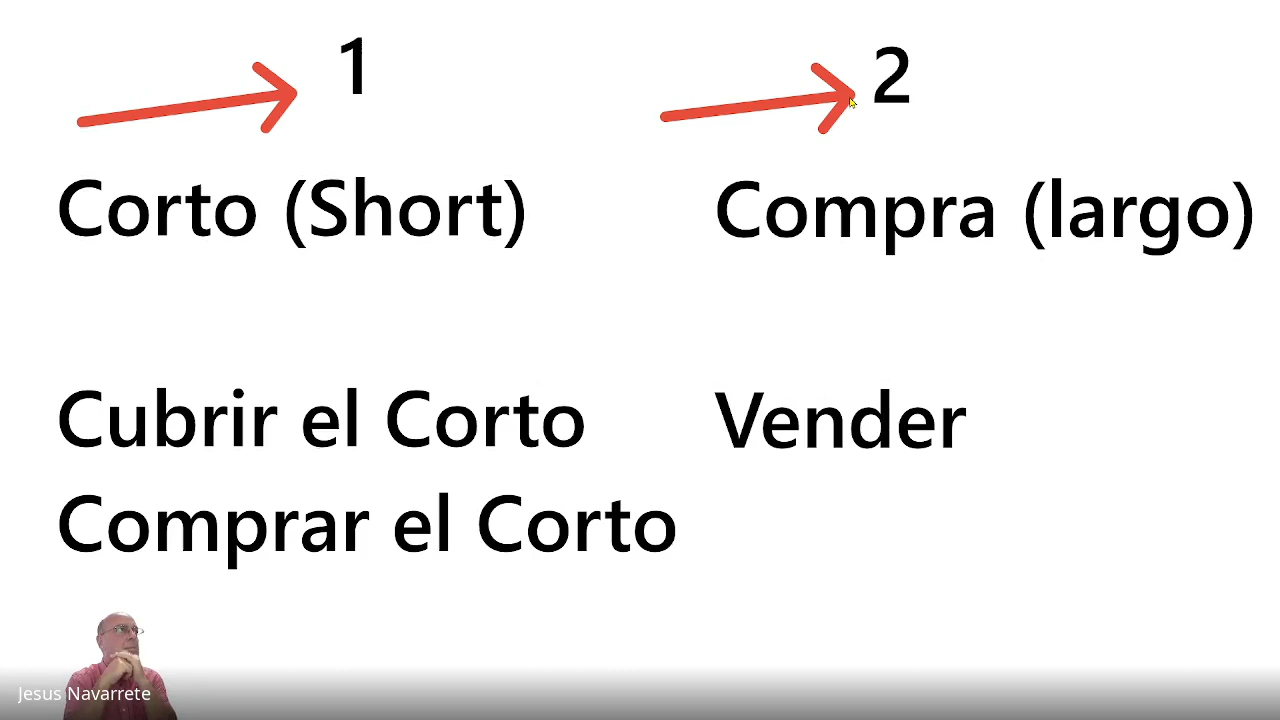 1
2
Corto (Short)
Compra (largo)
Cubrir el Corto
Vender
Comprar el Corto
Jesus Navarrete